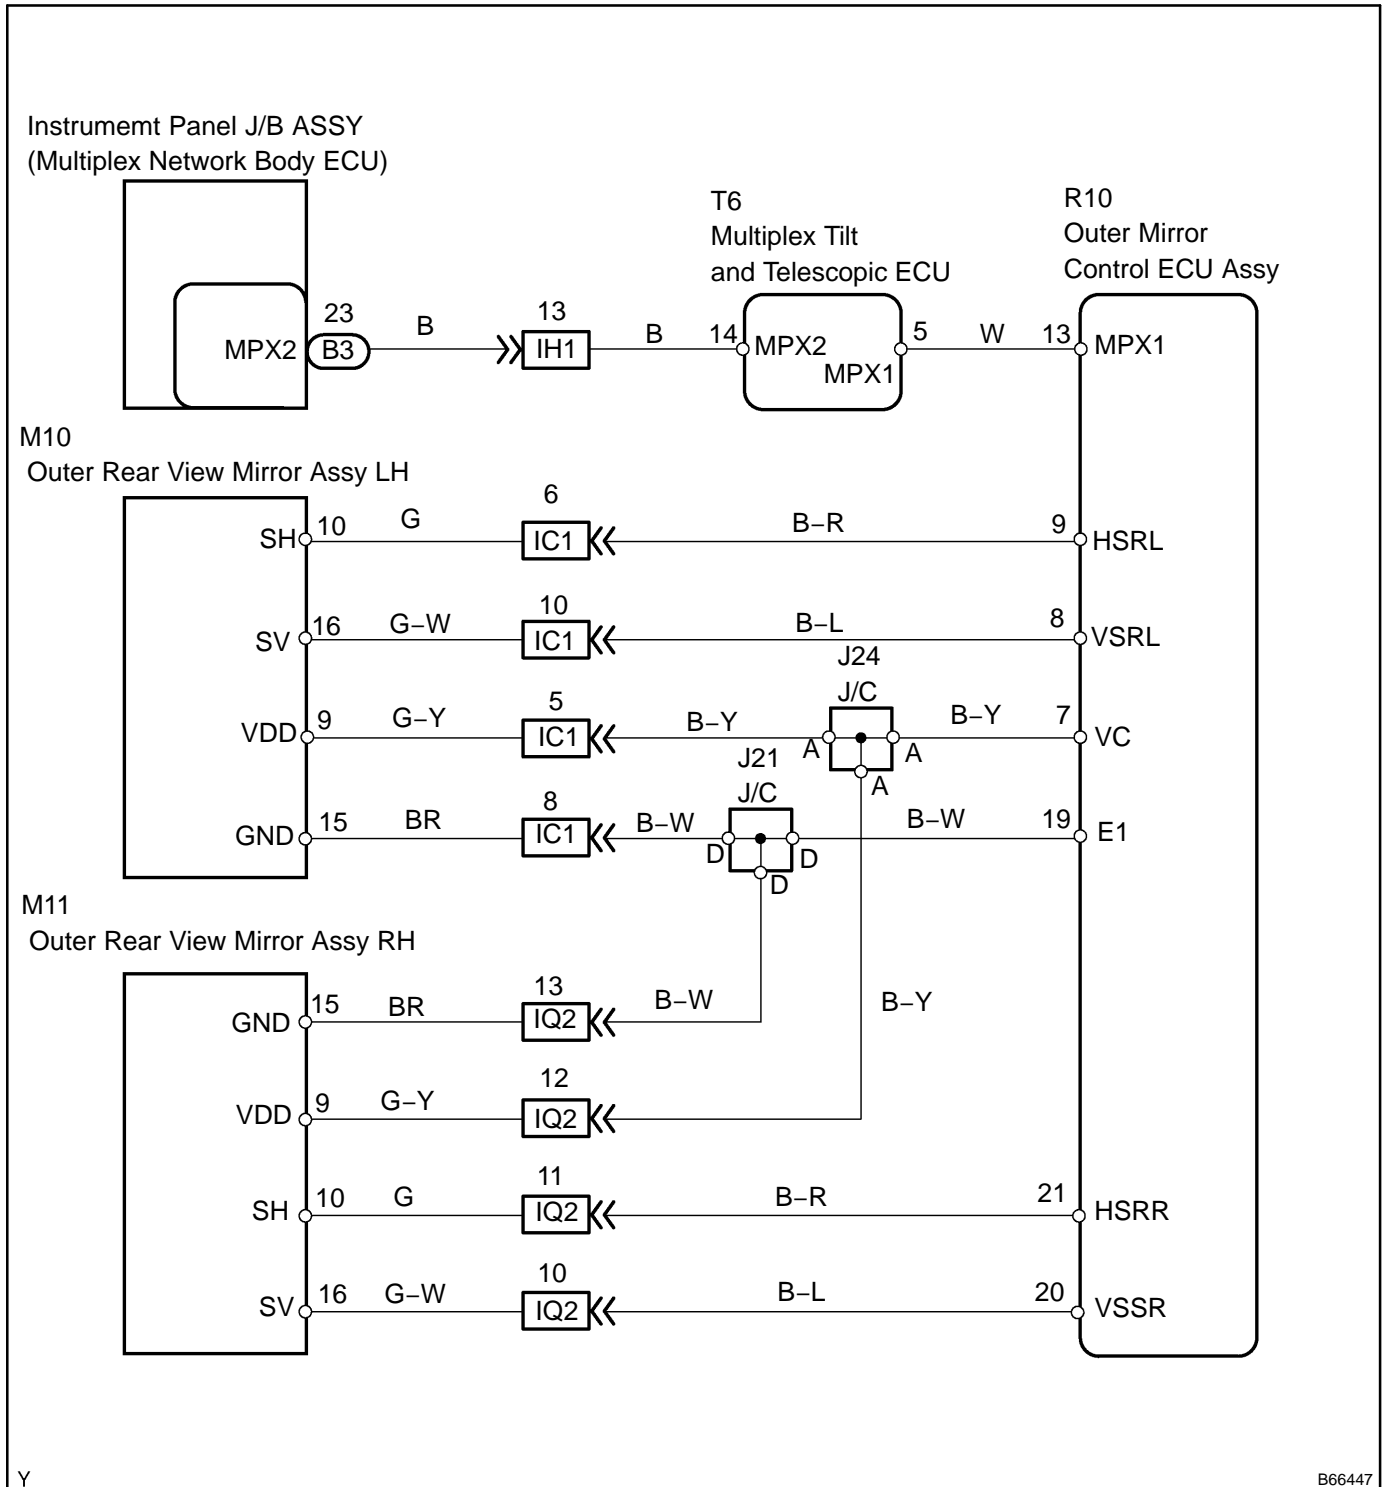 Instrumemt Panel J/B ASSY
(Multiplex Network Body ECU)
T6
Multiplex Tilt
and Telescopic ECU
R10
Outer Mirror
Control ECU Assy
MPX2 23 B3 B 13 IH1 B 14 MPX2 MPX1 5 W 13 MPX1
M10
Outer Rear View Mirror Assy LH
SH 10 G 6 IC1 B–R 9 HSRL
SV 16 G–W 10 IC1 B–L 8 VSRL
J24
J/C
VDD 9 G–Y 5 IC1 B–Y A A A B–Y 7 VC
J21
J/C
GND 15 BR 8 IC1 B–W D D D B–W 19 E1
M11
Outer Rear View Mirror Assy RH
GND 15 BR 13 IQ2 B–W B–Y
VDD 9 G–Y 12 IQ2
SH 10 G 11 IQ2 B–R 21 HSRR
SV 16 G–W 10 IQ2 B–L 20 VSSR
Y
B66447